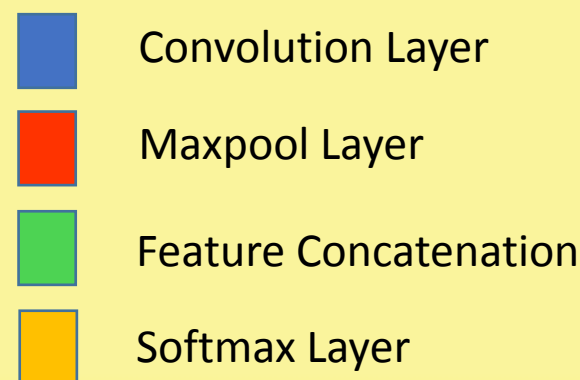 Convolution Layer
Maxpool Layer
Feature Concatenation
Softmax Layer